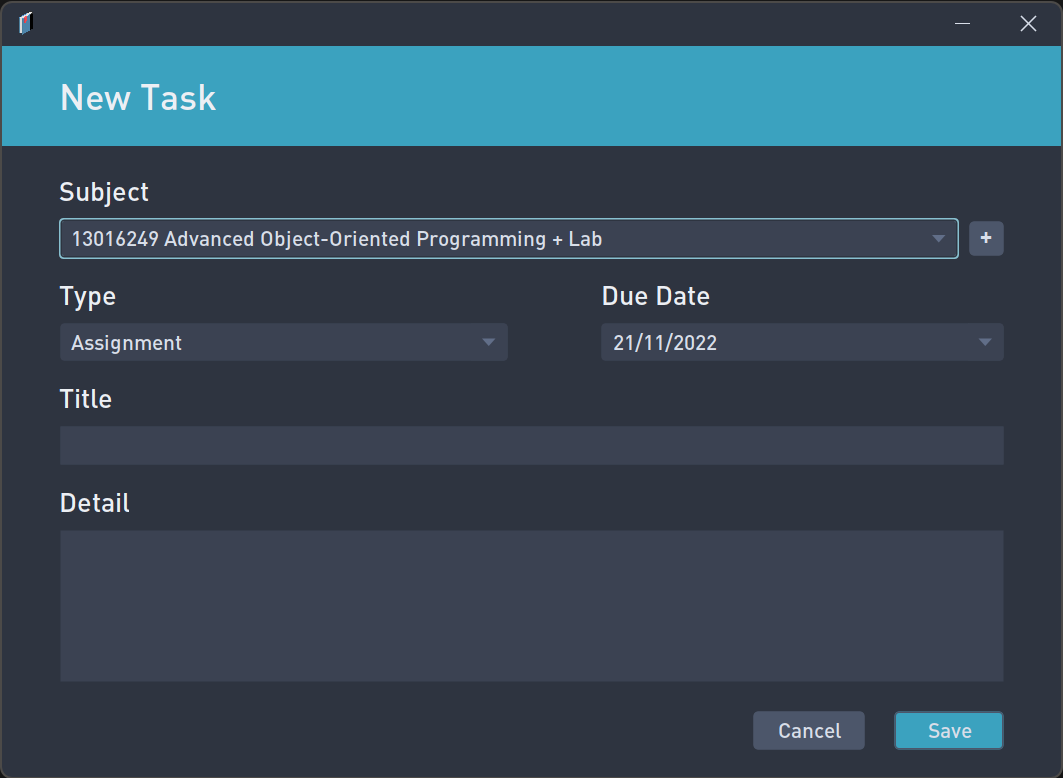 New Task
Subject
13016249 Advanced Object-Oriented Programming + Lab
+
Type
Due Date
Assignment
21/11/2022
Title
Detail
Cancel
Save